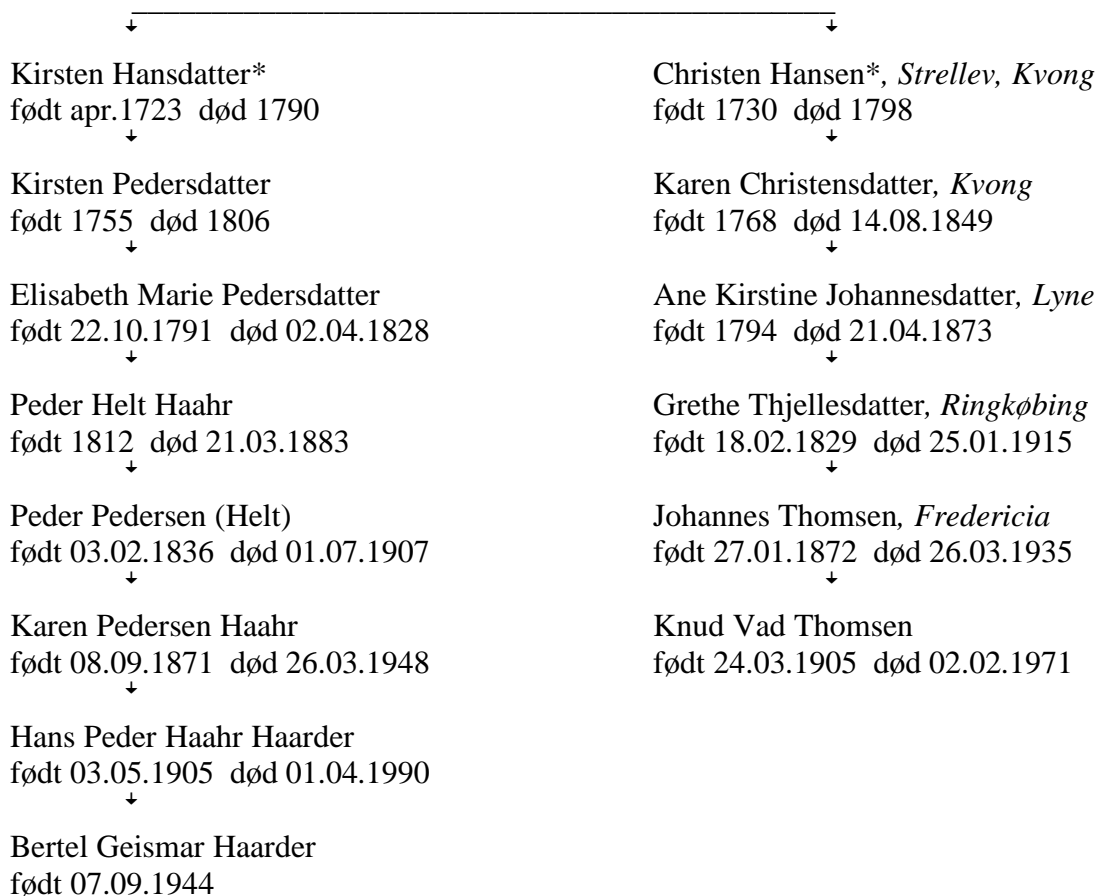 Kirsten Hansdatter*
født apr.1723 død 1790
Kirsten Pedersdatter
født 1755 død 1806
Elisabeth Marie Pedersdatter
født 22.10.1791 død 02.04.1828
Peder Helt Haahr
født 1812 død 21.03.1883
Peder Pedersen (Helt)
født 03.02.1836 død 01.07.1907
Karen Pedersen Haahr
født 08.09.1871 død 26.03.1948
Hans Peder Haahr Haarder
født 03.05.1905 død 01.04.1990
Bertel Geismar Haarder
født 07.09.1944
Christen Hansen*, Strellev, Kvong
født 1730 død 1798
Karen Christensdatter, Kvong
født 1768 død 14.08.1849
Ane Kirstine Johannesdatter, Lyne
født 1794 død 21.04.1873
Grethe Thjellesdatter, Ringkøbing
født 18.02.1829 død 25.01.1915
Johannes Thomsen, Fredericia
født 27.01.1872 død 26.03.1935
Knud Vad Thomsen
født 24.03.1905 død 02.02.1971